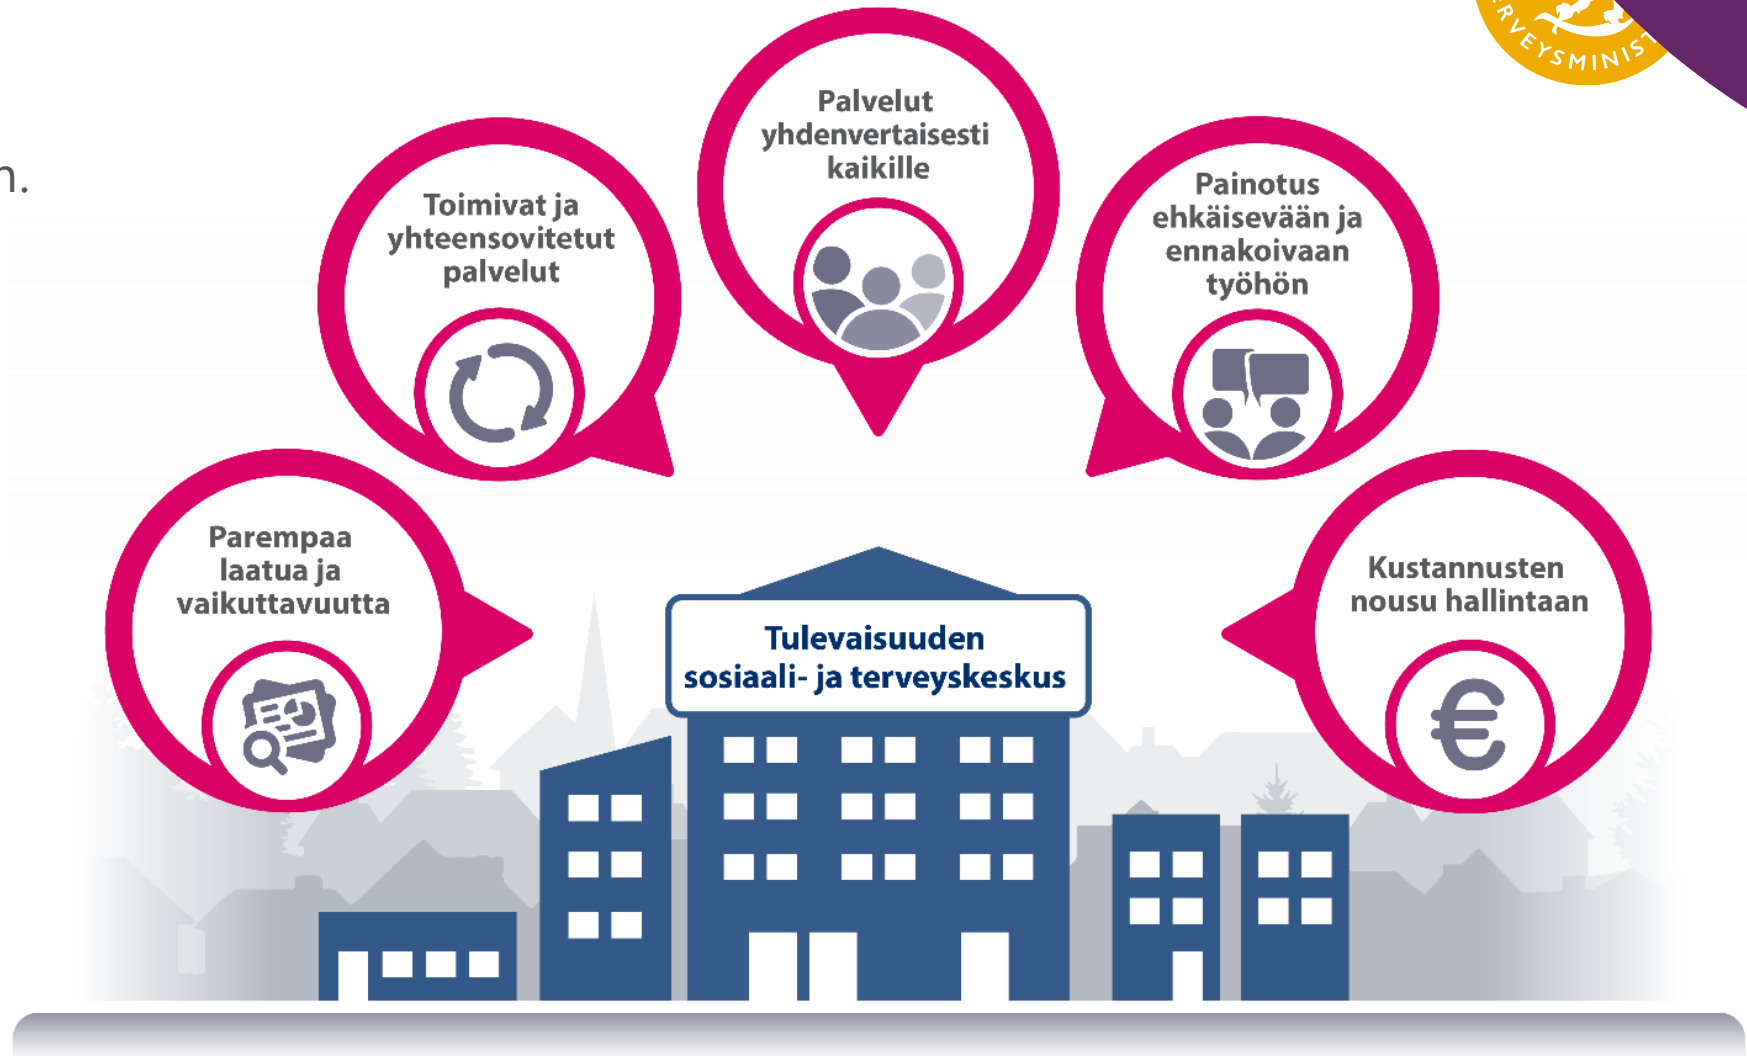 n.
Palvelut
yhdenvertaisesti
kaikille
Toimivat ja
yhteensovitetut
palvelut
Painotus
ehkäisevään ja
ennakoivaan
työhön
Parempaa
laatua ja
vaikuttavuutta
Kustannusten
nousu hallintaan
€
Tulevaisuuden
sosiaali- ja terveyskeskus